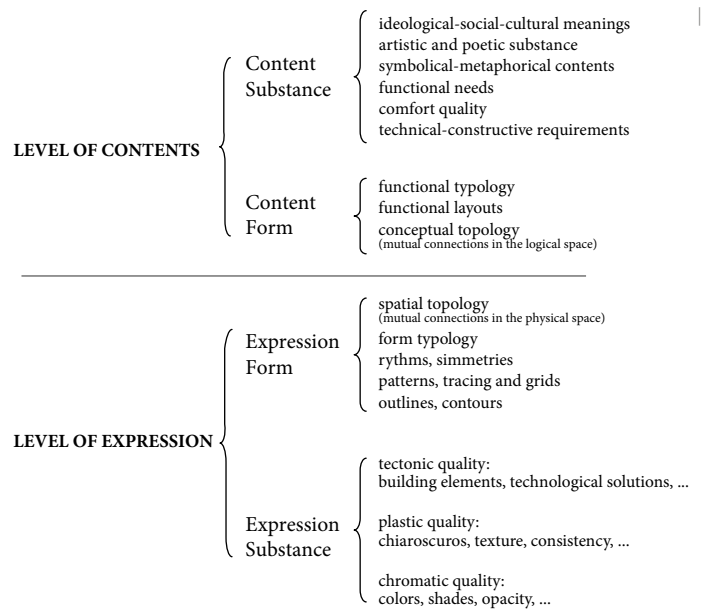 LEVEL OF CONTENTS
Content
Substance
ideological-social-cultural meanings
artistic and poetic substance
symbolical-metaphorical contents
functional needs
comfort quality
technical-constructive requirements
Content
Form
functional typology
functional layouts
conceptual topology
(mutual connections in the logical space)
LEVEL OF EXPRESSION
Expression
Form
spatial topology
(mutual connections in the physical space)
form typology
rythms, simmetries
patterns, tracing and grids
outlines, contours
Expression
Substance
tectonic quality:
building elements, technological solutions, ...
plastic quality:
chiaroscuros, texture, consistency, ...
chromatic quality:
colors, shades, opacity, ...